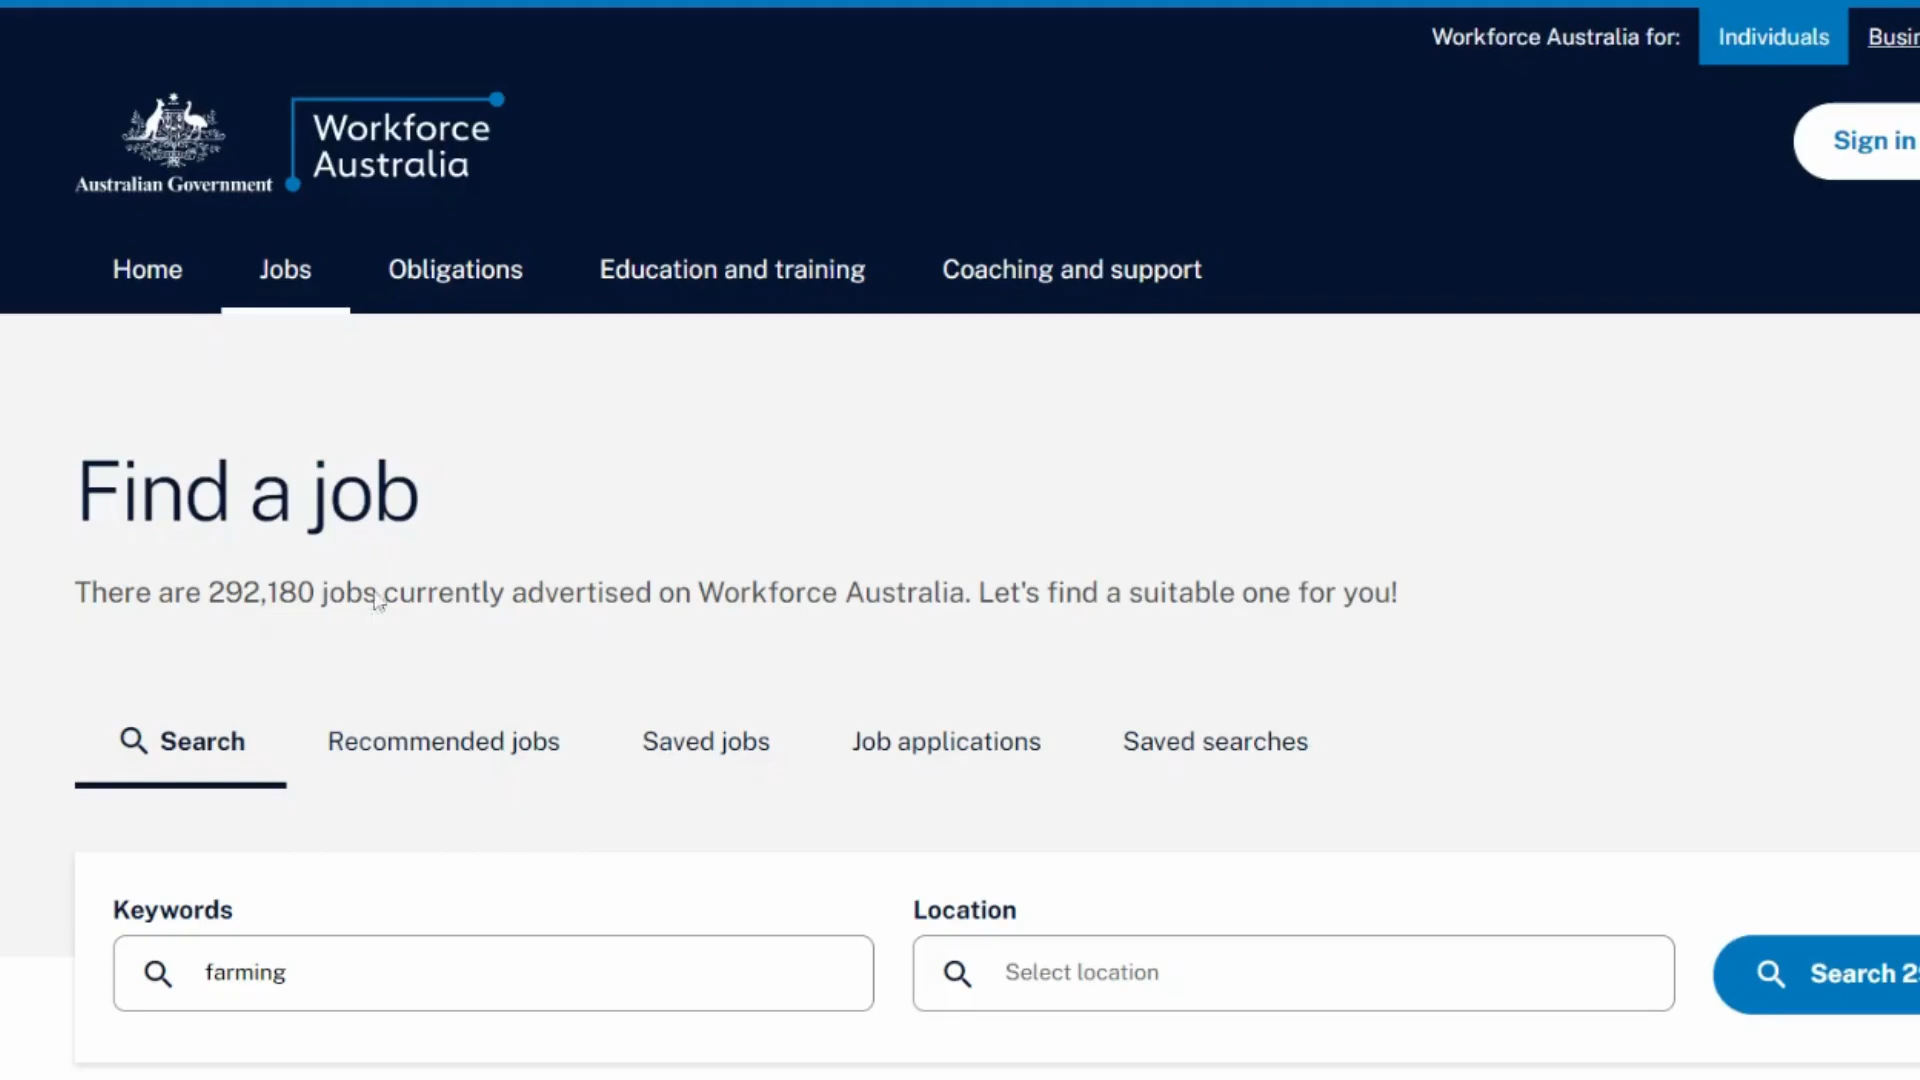 Workforce Australia for: Individuals
Australian Government
Workforce
Australia
Sign in
Home Jobs Obligations Education and training Coaching and support
Find a job
There are 292,180 jobs currently advertised on Workforce Australia. Let's find a suitable one for you!
Search Recommended jobs Saved jobs Job applications Saved searches
Keywords Location
farming Select location Search